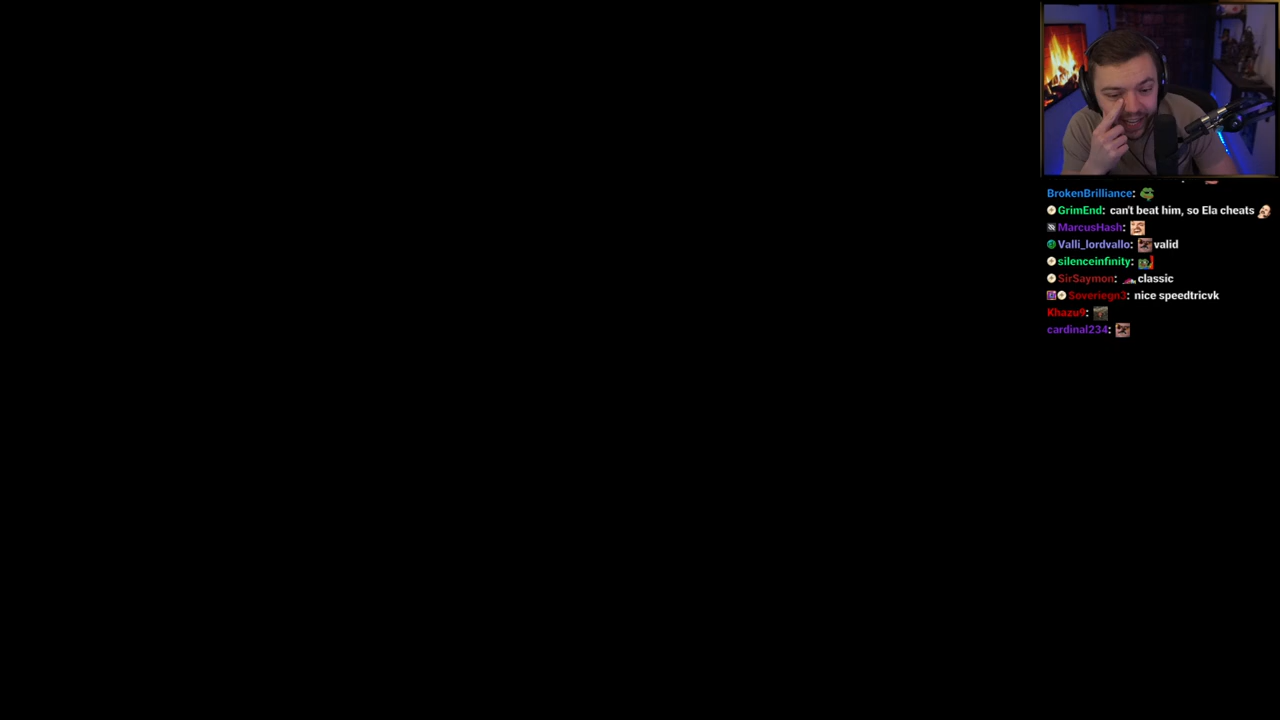 BrokenBrilliance:
GrimEnd: can't beat him, so Ela cheats
MarcusHash:
Valli_lordvallo: valid
silenceinfinity:
SirSaymon: classic
Soveriegn3: nice speedtricvk
Khazu9:
cardinal234: